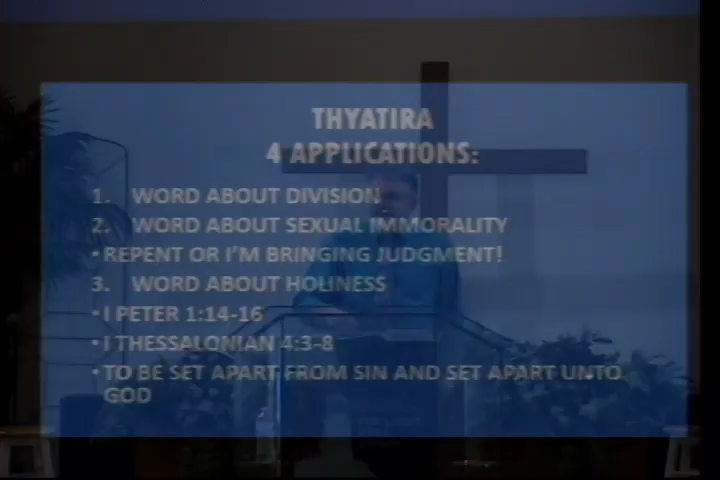 THYATIRA
4 APPLICATIONS:
1. WORD ABOUT DIVISION
2. WORD ABOUT SEXUAL IMMORALITY
• REPENT OR I'M BRINGING JUDGMENT!
3. WORD ABOUT HOLINESS
• I PETER 1:14-16
• I THESSALONIAN 4:3-8
• TO BE SET APART FROM SIN AND SET APART UNTO
GOD